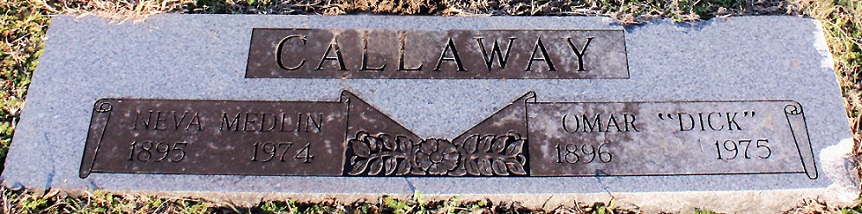 CALLAWAY
NEVA MEDLIN
1895 1974
OMAR "DICK"
1896 1975